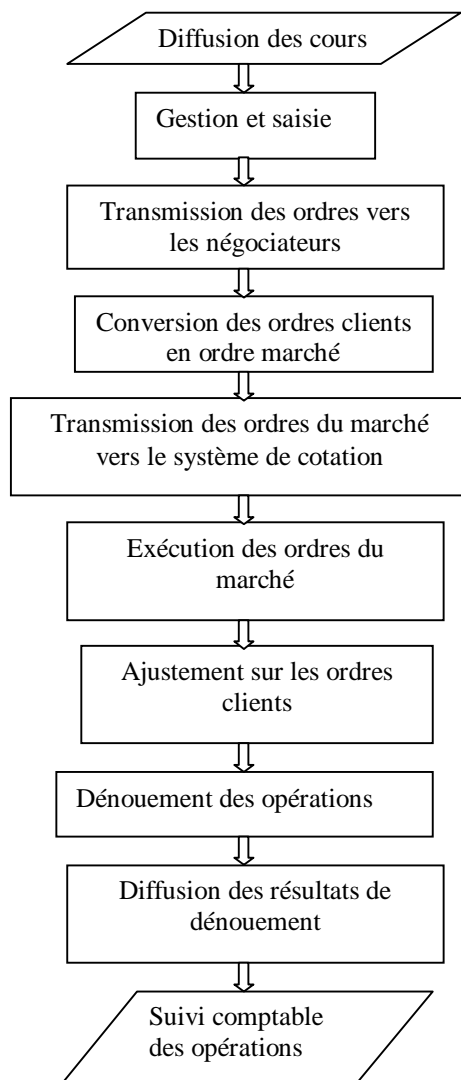 Diffusion des cours
Gestion et saisie
Transmission des ordres vers
les négociateurs
Conversion des ordres clients
en ordre marché
Transmission des ordres du marché
vers le système de cotation
Exécution des ordres du
marché
Ajustement sur les ordres
clients
Dénouement des opérations
Diffusion des résultats de
dénouement
Suivi comptable
des opérations